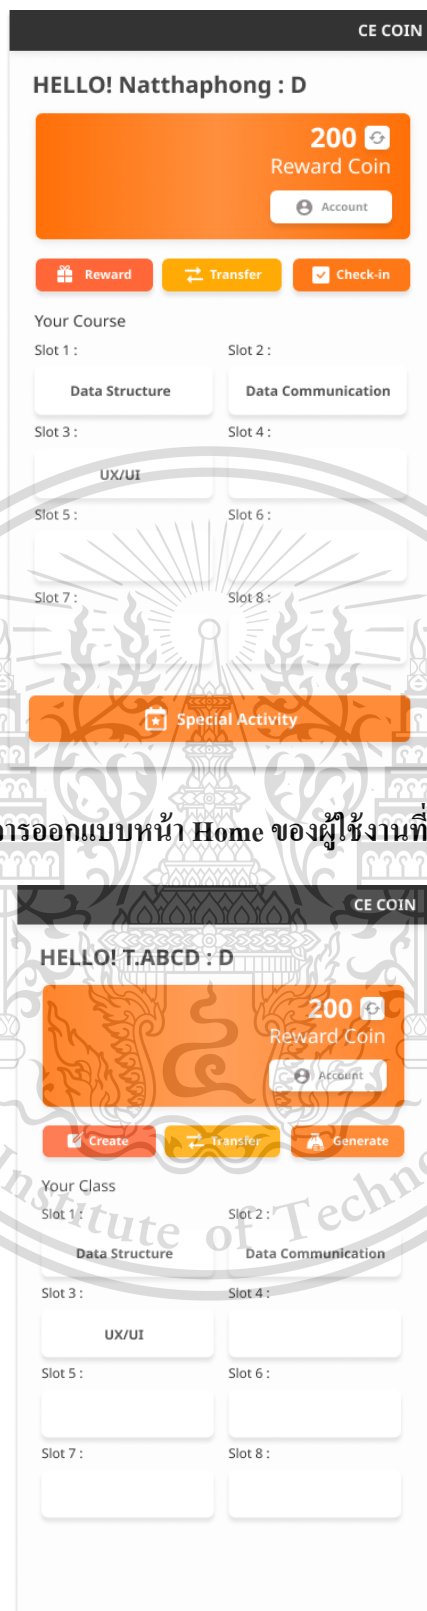 CE COIN
HELLO! Natthaphong : D
200
Reward Coin
Account
Reward Transfer Check-in
Your Course
Slot 1 : Slot 2 :
Data Structure Data Communication
Slot 3 : Slot 4 :
UX/UI
Slot 5 : Slot 6 :
Slot 7 : Slot 8 :
Special Activity
การออกแบบหน้า Home ของผู้ใช้งานที่
CE COIN
HELLO! T.ABCD : D
200
Reward Coin
Account
Create Transfer Generate
Your Class
Slot 1 : Slot 2 :
Data Structure Data Communication
Slot 3 : Slot 4 :
UX/UI
Slot 5 : Slot 6 :
Slot 7 : Slot 8 :
Institute of